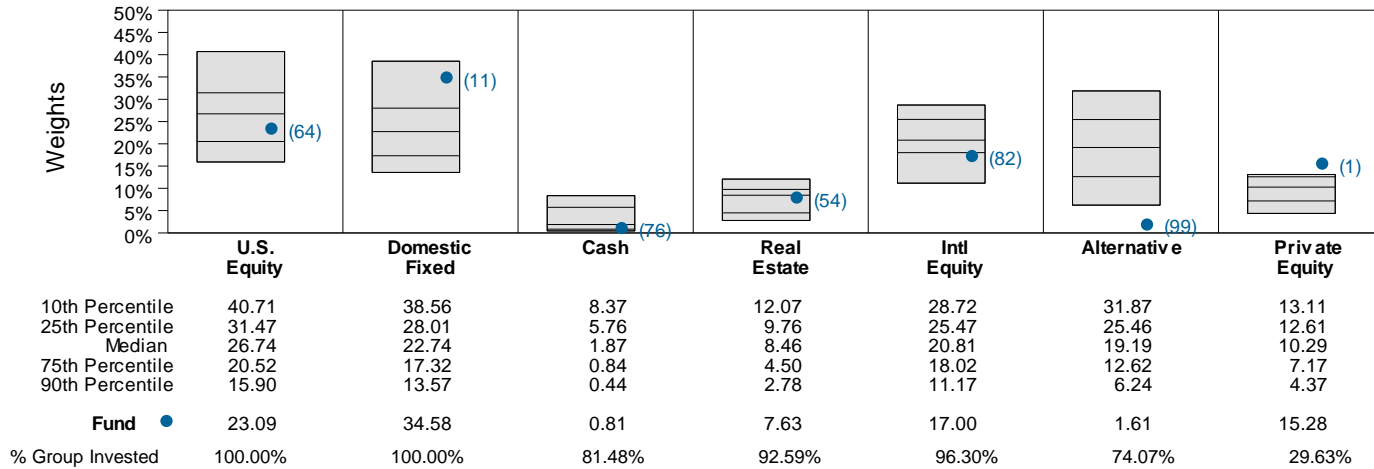 50%
45%
40%
35%
30%
25%
20%
15%
10%
5%
0%
Weights
(64)
(11)
(76)
(54)
(82)
(99)
(1)
U.S. Equity Domestic Fixed Cash Real Estate Intl Equity Alternative Private Equity
10th Percentile 40.71 38.56 8.37 12.07 28.72 31.87 13.11
25th Percentile 31.47 28.01 5.76 9.76 25.47 25.46 12.61
Median 26.74 22.74 1.87 8.46 20.81 19.19 10.29
75th Percentile 20.52 17.32 0.84 4.50 18.02 12.62 7.17
90th Percentile 15.90 13.57 0.44 2.78 11.17 6.24 4.37
Fund 23.09 34.58 0.81 7.63 17.00 1.61 15.28
% Group Invested 100.00% 100.00% 81.48% 92.59% 96.30% 74.07% 29.63%